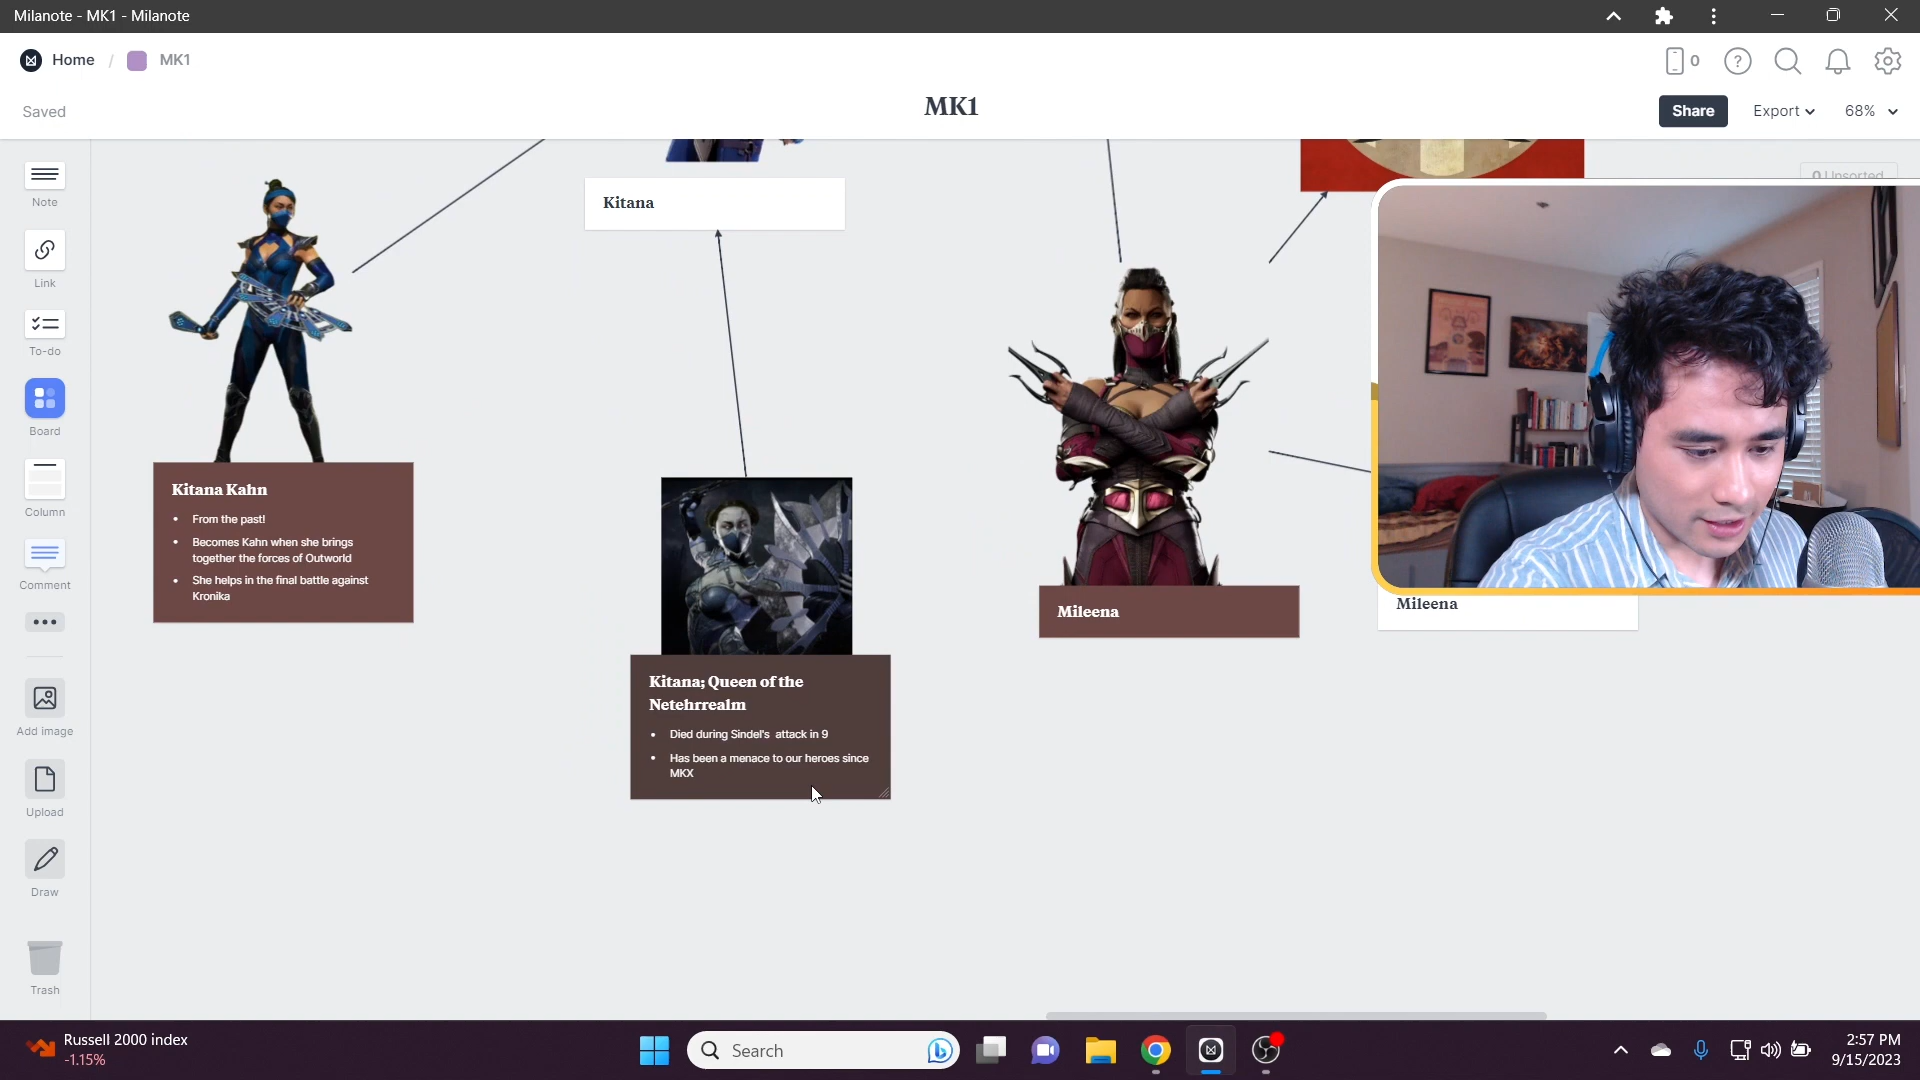 Milanote - MK1 - Milanote
Home / MK1
0
Saved
MK1
Share
Export
68%
0 Unsorted
Note
Link
To-do
Board
Column
Comment
Add image
Upload
Draw
Trash
Kitana
Kitana Kahn
• From the past!
• Becomes Kahn when she brings
together the forces of Outworld
• She helps in the final battle against
Kronika
Kitana; Queen of the
Netehrrealm
• Died during Sindel's attack in 9
• Has been a menace to our heroes since
MKX
Mileena
Mileena
Russell 2000 index
-1.15%
Search
2:57 PM
9/15/2023